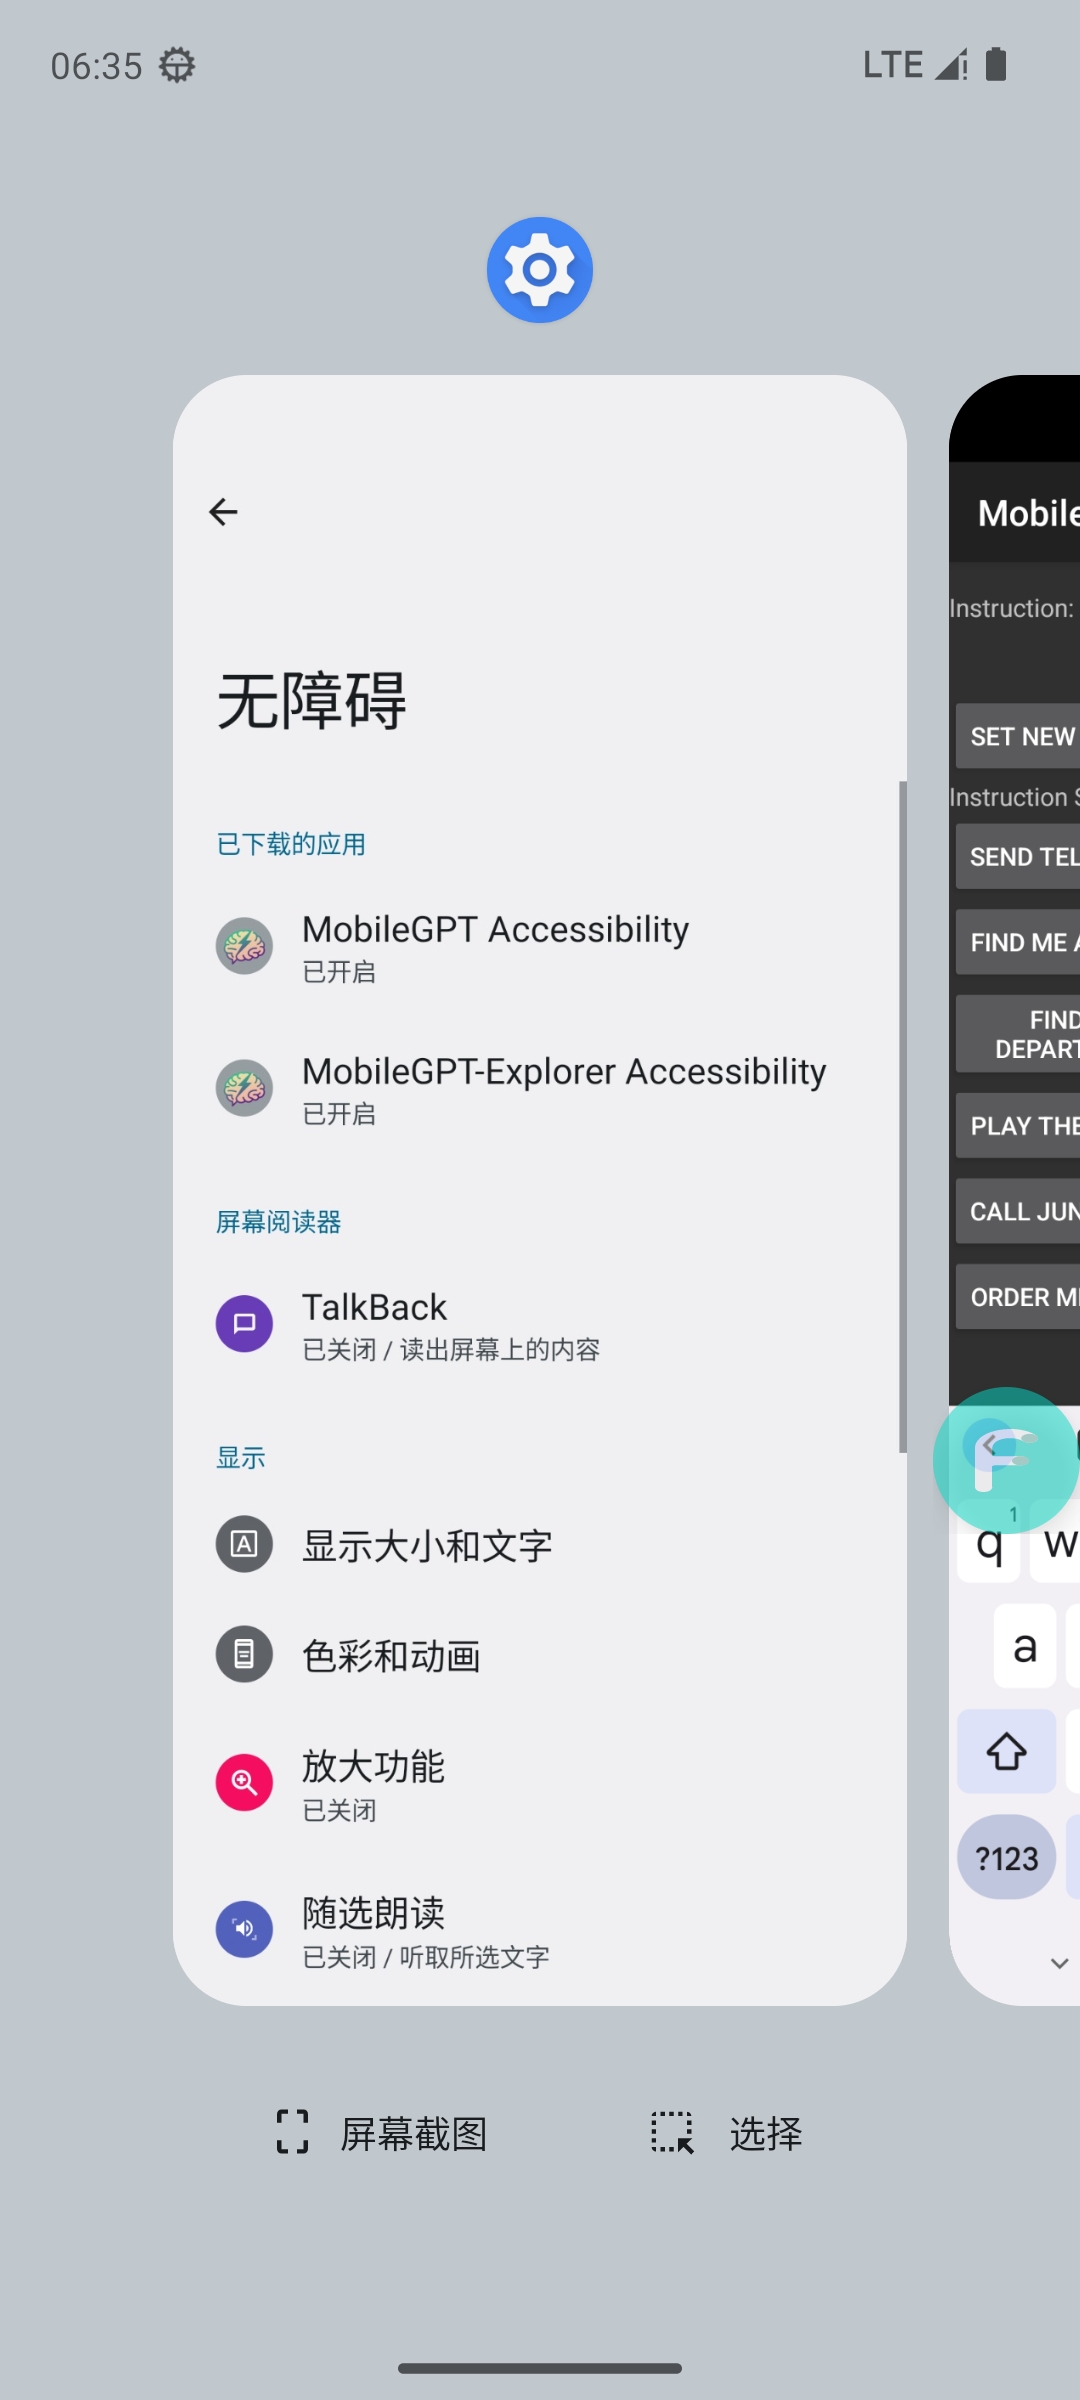 06:35
LTE
无障碍
已下载的应用
MobileGPT Accessibility
已开启
MobileGPT-Explorer Accessibility
已开启
屏幕阅读器
TalkBack
已关闭 / 读出屏幕上的内容
显示
显示大小和文字
色彩和动画
放大功能
已关闭
随选朗读
已关闭 / 听取所选文字
Mobile
Instruction:
SET NEW
Instruction S
SEND TEL
FIND ME A
FIND
DEPART
PLAY THE
CALL JUN
ORDER M
F
1
q w
a
?123
屏幕截图
选择